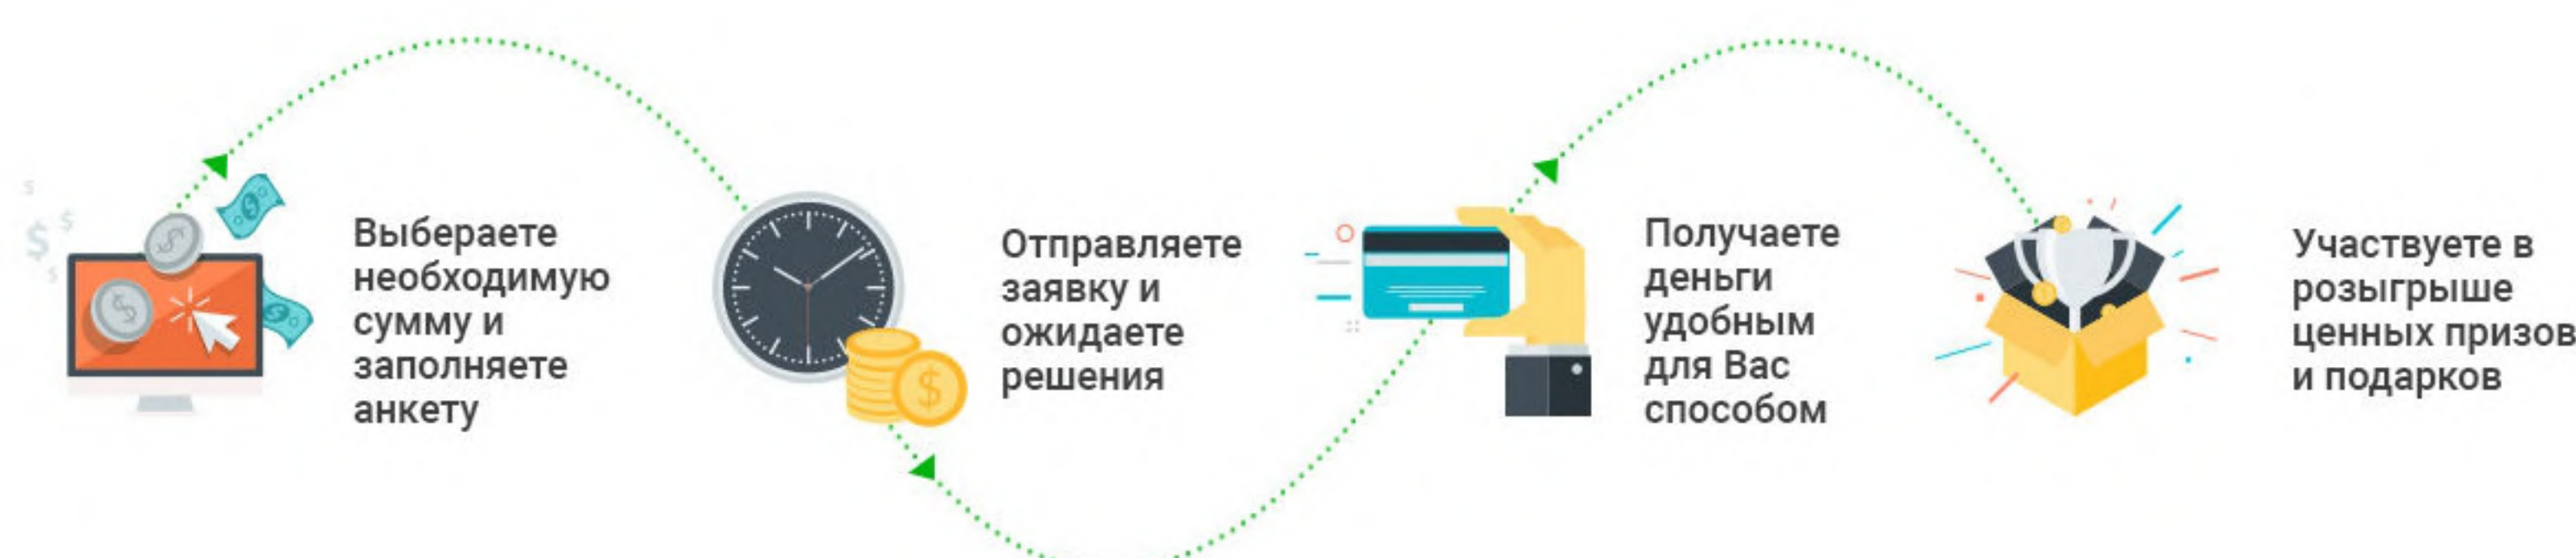 Выбераете
необходимую
сумму и
заполняете
анкету
Отправляете
заявку и
ожидаете
решения
Получаете
деньги
удобным
для Вас
способом
Участвуете в
розыгрыше
ценных призов
и подарков